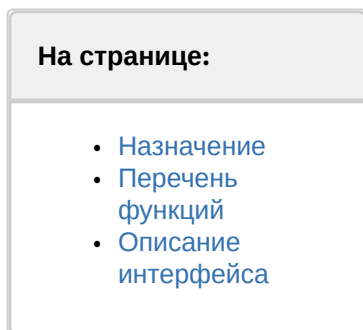 На странице:
• Назначение
• Перечень
функций
• Описание
интерфейса